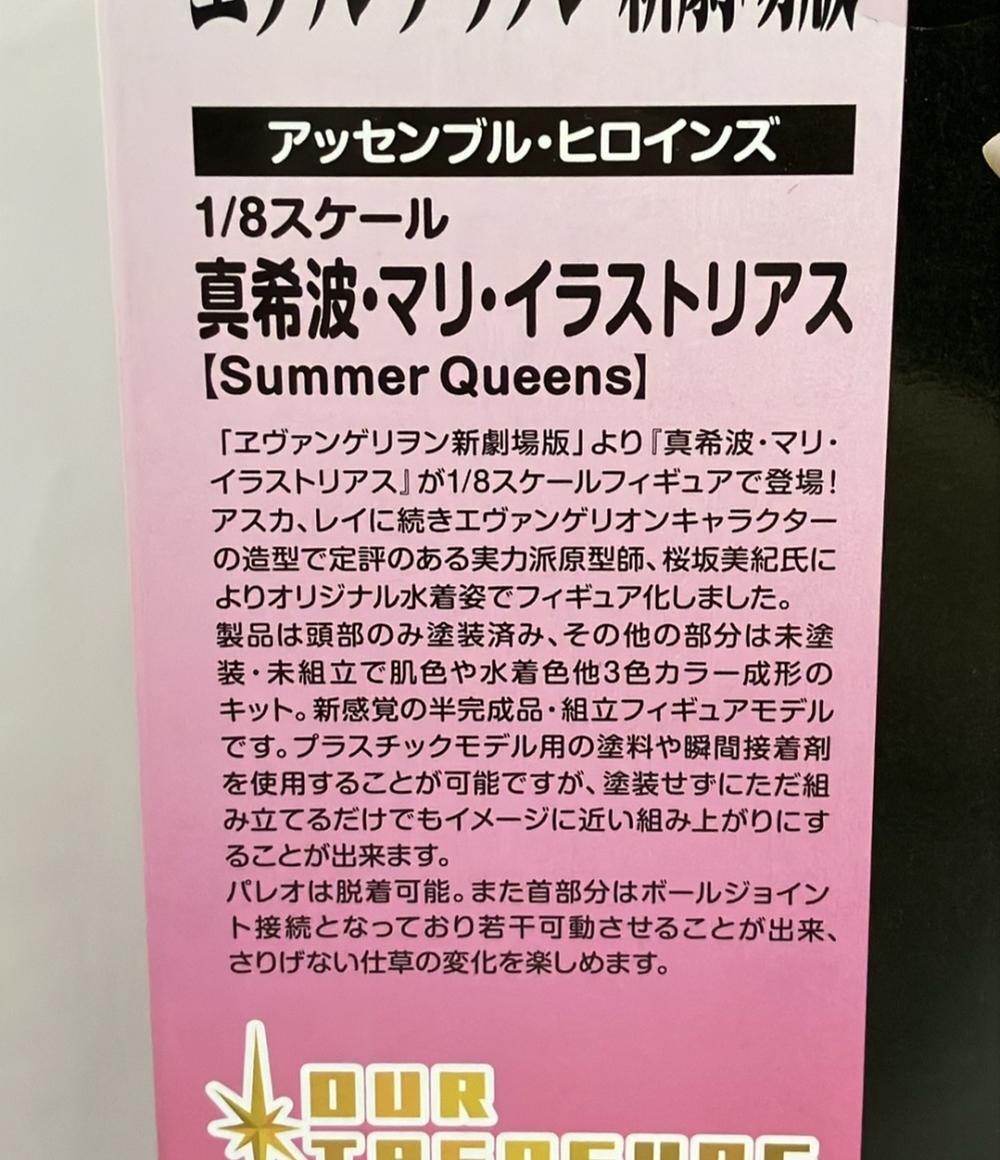 ヱヴァンゲリヲン新劇場版
アッセンブル・ヒロインズ
1/8スケール
真希波・マリ・イラストリアス
【Summer Queens】
「ヱヴァンゲリヲン新劇場版」より『真希波・マリ・
イラストリアス』が1/8スケールフィギュアで登場！
アスカ、レイに続きエヴァンゲリオンキャラクター
の造型で定評のある実力派原型師、桜坂美紀氏に
よりオリジナル水着姿でフィギュア化しました。
製品は頭部のみ塗装済み、その他の部分は未塗
装・未組立で肌色や水着色他3色カラー成形の
キット。新感覚の半完成品・組立フィギュアモデル
です。プラスチックモデル用の塗料や瞬間接着剤
を使用することが可能ですが、塗装せずにただ組
み立てるだけでもイメージに近い組み上がりにす
ることが出来ます。
パレオは脱着可能。また首部分はボールジョイン
ト接続となっており若干可動させることが出来、
さりげない仕草の変化を楽しめます。
OUR
TREASURE